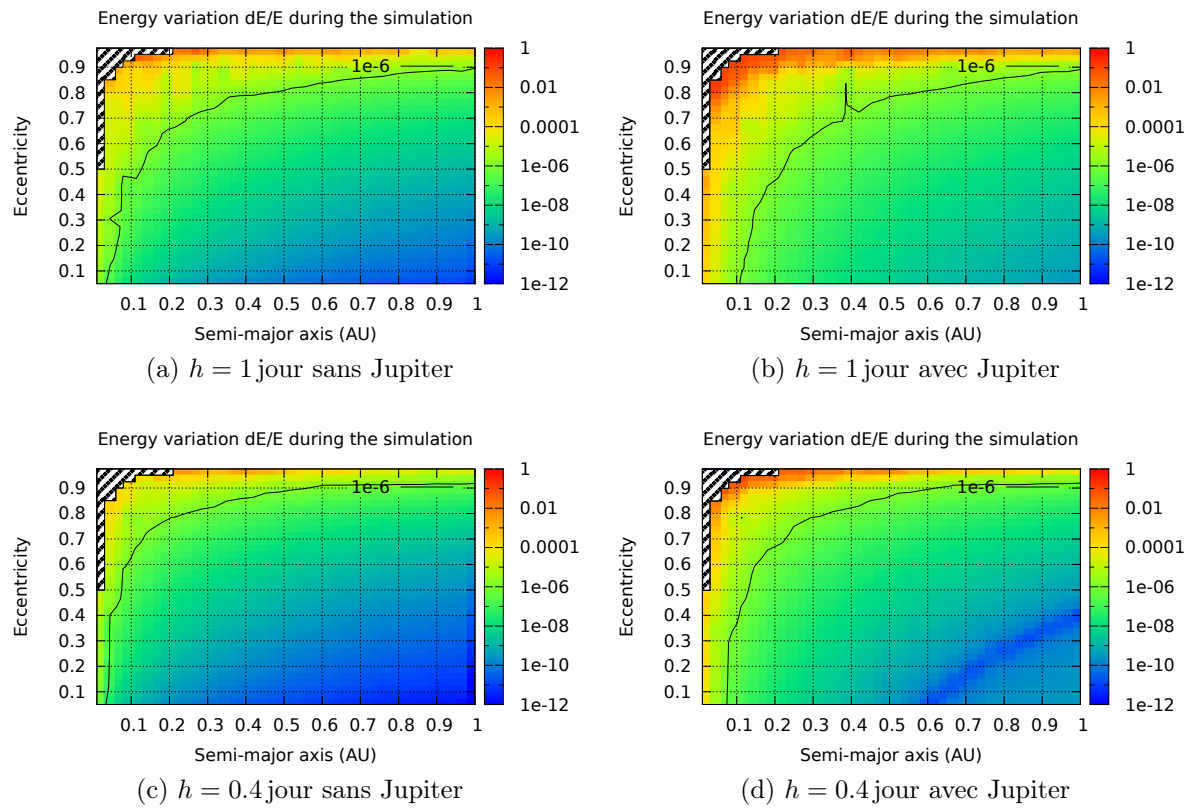 Energy variation dE/E during the simulation
Eccentricity
0.9
0.8
0.7
0.6
0.5
0.4
0.3
0.2
0.1
1e-6
0.1 0.2 0.3 0.4 0.5 0.6 0.7 0.8 0.9 1
Semi-major axis (AU)
1
0.01
0.0001
1e-06
1e-08
1e-10
1e-12
(a) h = 1 jour sans Jupiter
Energy variation dE/E during the simulation
Eccentricity
0.9
0.8
0.7
0.6
0.5
0.4
0.3
0.2
0.1
1e-6
0.1 0.2 0.3 0.4 0.5 0.6 0.7 0.8 0.9 1
Semi-major axis (AU)
1
0.01
0.0001
1e-06
1e-08
1e-10
1e-12
(b) h = 1 jour avec Jupiter
Energy variation dE/E during the simulation
Eccentricity
0.9
0.8
0.7
0.6
0.5
0.4
0.3
0.2
0.1
1e-6
0.1 0.2 0.3 0.4 0.5 0.6 0.7 0.8 0.9 1
Semi-major axis (AU)
1
0.01
0.0001
1e-06
1e-08
1e-10
1e-12
(c) h = 0.4 jour sans Jupiter
Energy variation dE/E during the simulation
Eccentricity
0.9
0.8
0.7
0.6
0.5
0.4
0.3
0.2
0.1
1e-6
0.1 0.2 0.3 0.4 0.5 0.6 0.7 0.8 0.9 1
Semi-major axis (AU)
1
0.01
0.0001
1e-06
1e-08
1e-10
1e-12
(d) h = 0.4 jour avec Jupiter